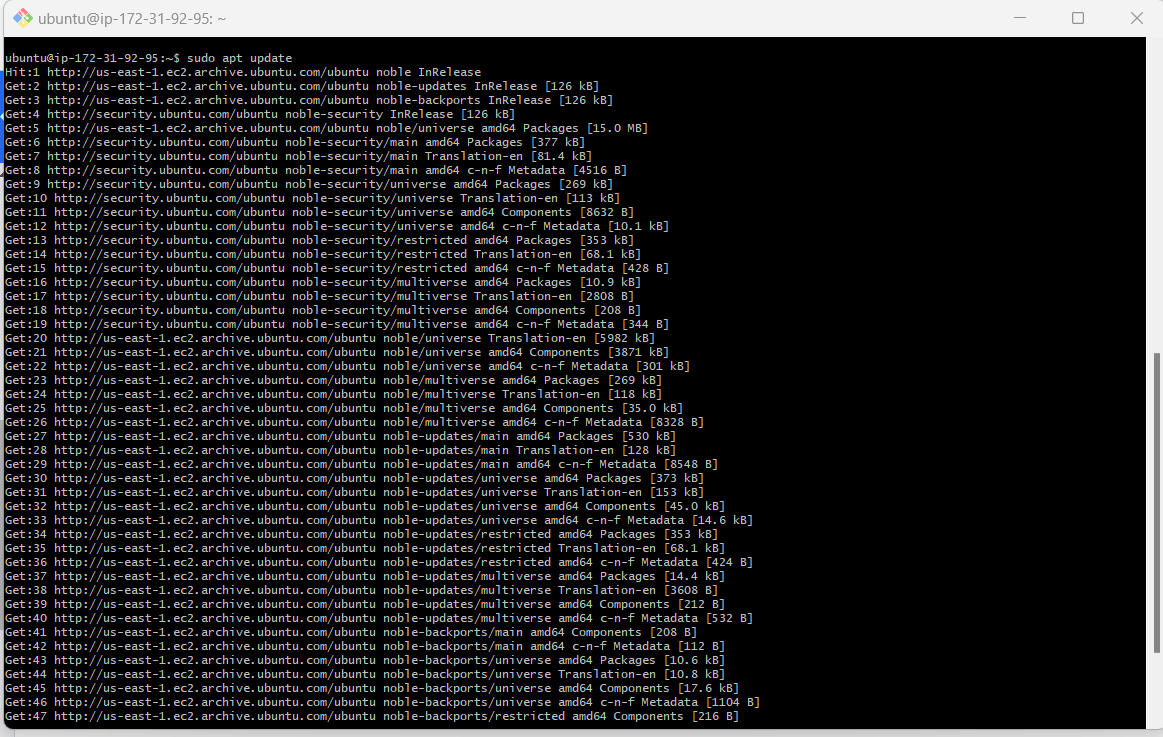 ubuntu@ip-172-31-92-95: ~
ubuntu@ip-172-31-92-95:~$ sudo apt update
Hit:1 http://us-east-1.ec2.archive.ubuntu.com/ubuntu noble InRelease
Get:2 http://us-east-1.ec2.archive.ubuntu.com/ubuntu noble-updates InRelease [126 kB]
Get:3 http://us-east-1.ec2.archive.ubuntu.com/ubuntu noble-backports InRelease [126 kB]
Get:4 http://security.ubuntu.com/ubuntu noble-security InRelease [126 kB]
Get:5 http://us-east-1.ec2.archive.ubuntu.com/ubuntu noble/universe amd64 Packages [15.0 MB]
Get:6 http://security.ubuntu.com/ubuntu noble-security/main amd64 Packages [377 kB]
Get:7 http://security.ubuntu.com/ubuntu noble-security/main Translation-en [81.4 kB]
Get:8 http://security.ubuntu.com/ubuntu noble-security/main amd64 c-n-f Metadata [4516 B]
Get:9 http://security.ubuntu.com/ubuntu noble-security/universe amd64 Packages [269 kB]
Get:10 http://security.ubuntu.com/ubuntu noble-security/universe Translation-en [113 kB]
Get:11 http://security.ubuntu.com/ubuntu noble-security/universe amd64 Components [8632 B]
Get:12 http://security.ubuntu.com/ubuntu noble-security/universe amd64 c-n-f Metadata [10.1 kB]
Get:13 http://security.ubuntu.com/ubuntu noble-security/restricted amd64 Packages [353 kB]
Get:14 http://security.ubuntu.com/ubuntu noble-security/restricted Translation-en [68.1 kB]
Get:15 http://security.ubuntu.com/ubuntu noble-security/restricted amd64 c-n-f Metadata [428 B]
Get:16 http://security.ubuntu.com/ubuntu noble-security/multiverse amd64 Packages [10.9 kB]
Get:17 http://security.ubuntu.com/ubuntu noble-security/multiverse Translation-en [2808 B]
Get:18 http://security.ubuntu.com/ubuntu noble-security/multiverse amd64 Components [208 B]
Get:19 http://security.ubuntu.com/ubuntu noble-security/multiverse amd64 c-n-f Metadata [344 B]
Get:20 http://us-east-1.ec2.archive.ubuntu.com/ubuntu noble/universe Translation-en [5982 kB]
Get:21 http://us-east-1.ec2.archive.ubuntu.com/ubuntu noble/universe amd64 Components [3871 kB]
Get:22 http://us-east-1.ec2.archive.ubuntu.com/ubuntu noble/universe amd64 c-n-f Metadata [301 kB]
Get:23 http://us-east-1.ec2.archive.ubuntu.com/ubuntu noble/multiverse amd64 Packages [269 kB]
Get:24 http://us-east-1.ec2.archive.ubuntu.com/ubuntu noble/multiverse Translation-en [118 kB]
Get:25 http://us-east-1.ec2.archive.ubuntu.com/ubuntu noble/multiverse amd64 Components [35.0 kB]
Get:26 http://us-east-1.ec2.archive.ubuntu.com/ubuntu noble/multiverse amd64 c-n-f Metadata [8328 B]
Get:27 http://us-east-1.ec2.archive.ubuntu.com/ubuntu noble-updates/main amd64 Packages [530 kB]
Get:28 http://us-east-1.ec2.archive.ubuntu.com/ubuntu noble-updates/main Translation-en [128 kB]
Get:29 http://us-east-1.ec2.archive.ubuntu.com/ubuntu noble-updates/main amd64 c-n-f Metadata [8548 B]
Get:30 http://us-east-1.ec2.archive.ubuntu.com/ubuntu noble-updates/universe amd64 Packages [373 kB]
Get:31 http://us-east-1.ec2.archive.ubuntu.com/ubuntu noble-updates/universe Translation-en [153 kB]
Get:32 http://us-east-1.ec2.archive.ubuntu.com/ubuntu noble-updates/universe amd64 Components [45.0 kB]
Get:33 http://us-east-1.ec2.archive.ubuntu.com/ubuntu noble-updates/universe amd64 c-n-f Metadata [14.6 kB]
Get:34 http://us-east-1.ec2.archive.ubuntu.com/ubuntu noble-updates/restricted amd64 Packages [353 kB]
Get:35 http://us-east-1.ec2.archive.ubuntu.com/ubuntu noble-updates/restricted Translation-en [68.1 kB]
Get:36 http://us-east-1.ec2.archive.ubuntu.com/ubuntu noble-updates/restricted amd64 c-n-f Metadata [424 B]
Get:37 http://us-east-1.ec2.archive.ubuntu.com/ubuntu noble-updates/multiverse amd64 Packages [14.4 kB]
Get:38 http://us-east-1.ec2.archive.ubuntu.com/ubuntu noble-updates/multiverse Translation-en [3608 B]
Get:39 http://us-east-1.ec2.archive.ubuntu.com/ubuntu noble-updates/multiverse amd64 Components [212 B]
Get:40 http://us-east-1.ec2.archive.ubuntu.com/ubuntu noble-updates/multiverse amd64 c-n-f Metadata [532 B]
Get:41 http://us-east-1.ec2.archive.ubuntu.com/ubuntu noble-backports/main amd64 Components [208 B]
Get:42 http://us-east-1.ec2.archive.ubuntu.com/ubuntu noble-backports/main amd64 c-n-f Metadata [112 B]
Get:43 http://us-east-1.ec2.archive.ubuntu.com/ubuntu noble-backports/universe amd64 Packages [10.6 kB]
Get:44 http://us-east-1.ec2.archive.ubuntu.com/ubuntu noble-backports/universe Translation-en [10.8 kB]
Get:45 http://us-east-1.ec2.archive.ubuntu.com/ubuntu noble-backports/universe amd64 Components [17.6 kB]
Get:46 http://us-east-1.ec2.archive.ubuntu.com/ubuntu noble-backports/universe amd64 c-n-f Metadata [1104 B]
Get:47 http://us-east-1.ec2.archive.ubuntu.com/ubuntu noble-backports/restricted amd64 Components [216 B]